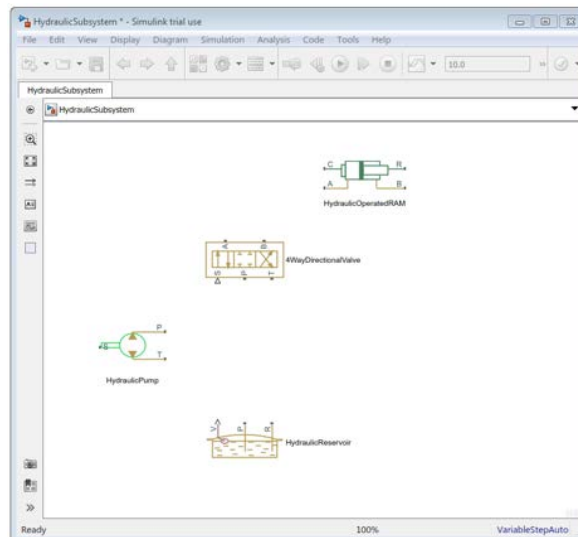 HydraulicSubsystem * - Simulink trial use
File Edit View Display Diagram Simulation Analysis Code Tools Help
10.0
HydraulicSubsystem
HydraulicSubsystem
C R
A B
HydraulicOperatedRAM
A B
4WayDirectionalValve
S P T
P
S
T
HydraulicPump
V P R
HydraulicReservoir
Ready 100% VariableStepAuto